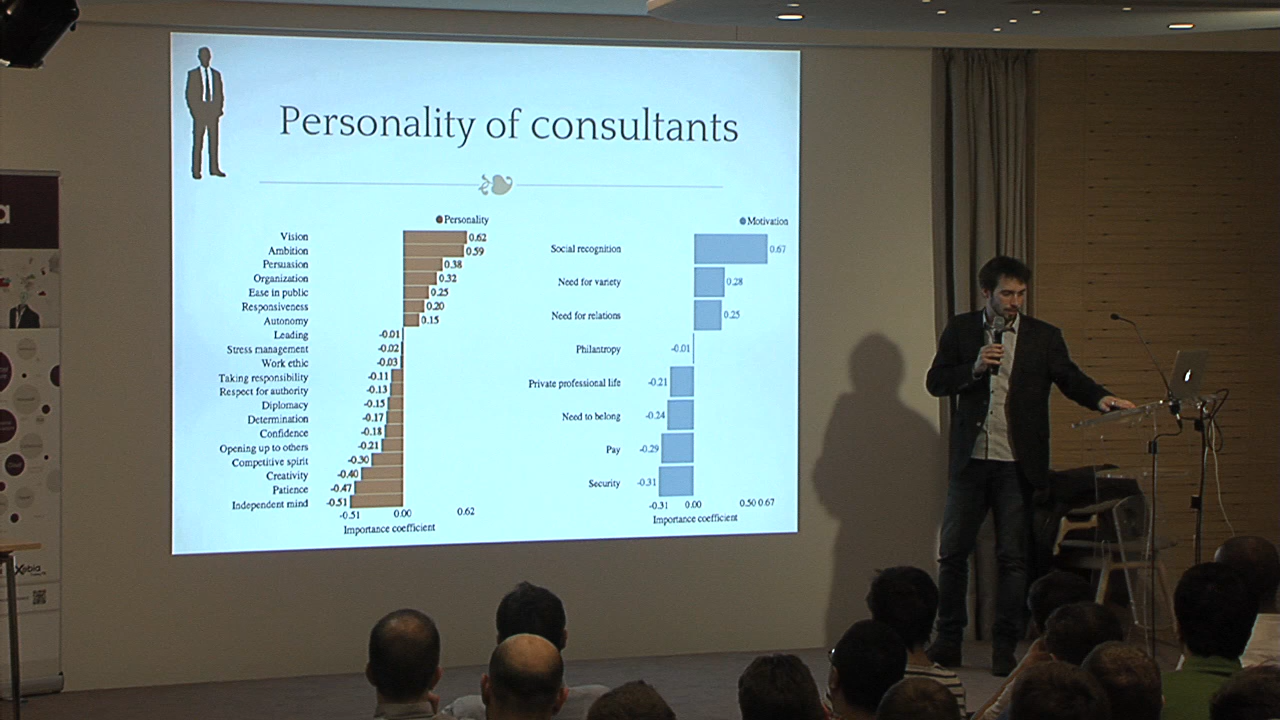 Personality of consultants
Personality
Vision 0.62
Ambition 0.59
Persuasion 0.38
Organization 0.32
Ease in public 0.25
Responsiveness 0.20
Autonomy 0.15
Leading -0.01
Stress management -0.02
Work ethic -0.03
Taking responsibility -0.11
Respect for authority -0.13
Diplomacy -0.15
Determination -0.17
Confidence -0.18
Opening up to others -0.21
Competitive spirit -0.30
Creativity -0.40
Patience -0.47
Independent mind -0.51
-0.51 0.00 0.62
Importance coefficient
Motivation
Social recognition 0.67
Need for variety 0.28
Need for relations 0.25
Philantropy -0.01
Private professional life -0.21
Need to belong -0.24
Pay -0.29
Security -0.31
-0.31 0.00 0.50 0.67
Importance coefficient
a
Xebia